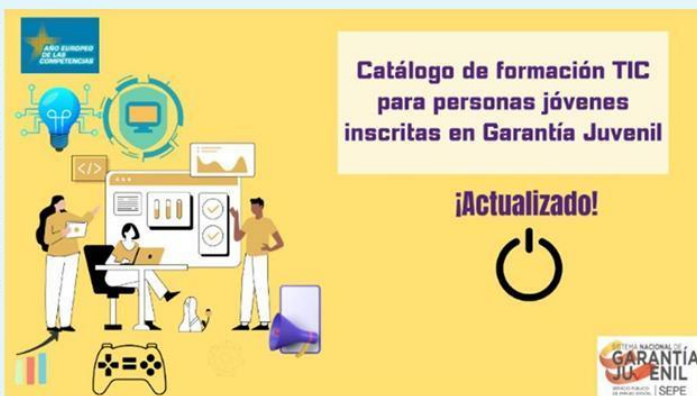 AÑO EUROPEO
DE LAS
COMPETENCIAS
Catálogo de formación TIC
para personas jóvenes
inscritas en Garantía Juvenil
¡Actualizado!
</>
SISTEMA NACIONAL DE
GARANTÍA
JUVENIL
SERVICIO PÚBLICO
DE EMPLEO ESTATAL
SEPE